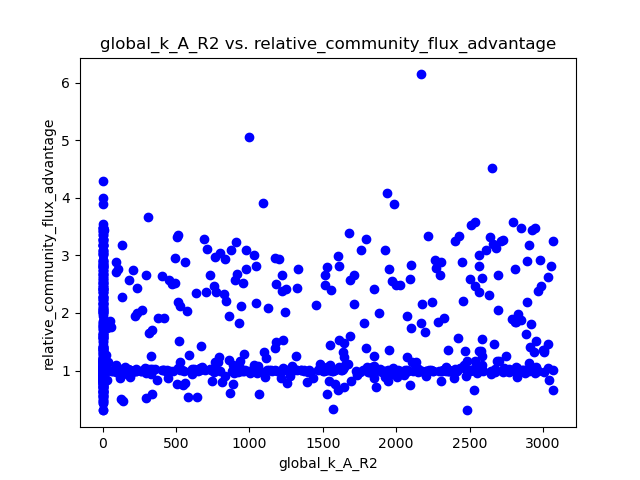 global_k_A_R2 vs. relative_community_flux_advantage
relative_community_flux_advantage
6
5
4
3
2
1
0 500 1000 1500 2000 2500 3000
global_k_A_R2